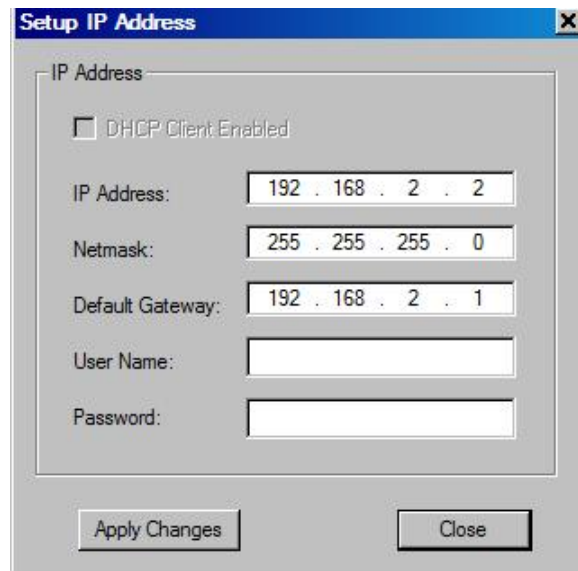 Setup IP Address
IP Address
DHCP Client Enabled
IP Address: 192 . 168 . 2 . 2
Netmask: 255 . 255 . 255 . 0
Default Gateway: 192 . 168 . 2 . 1
User Name:
Password:
Apply Changes Close